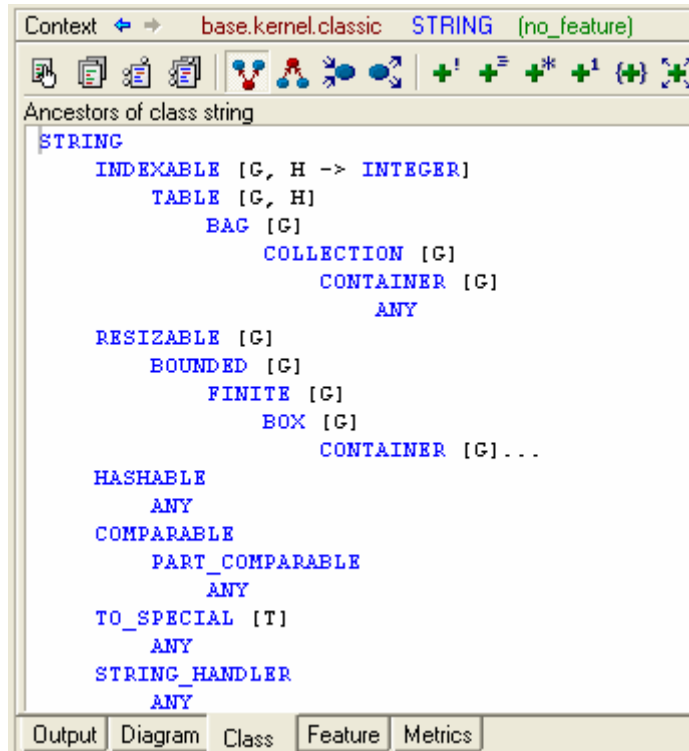 Context base.kernel.classic STRING (no_feature)
Ancestors of class string
STRING
INDEXABLE [G, H -> INTEGER]
TABLE [G, H]
BAG [G]
COLLECTION [G]
CONTAINER [G]
ANY
RESIZABLE [G]
BOUNDED [G]
FINITE [G]
BOX [G]
CONTAINER [G]...
HASHABLE
ANY
COMPARABLE
PART_COMPARABLE
ANY
TO_SPECIAL [T]
ANY
STRING_HANDLER
ANY
Output Diagram Class Feature Metrics